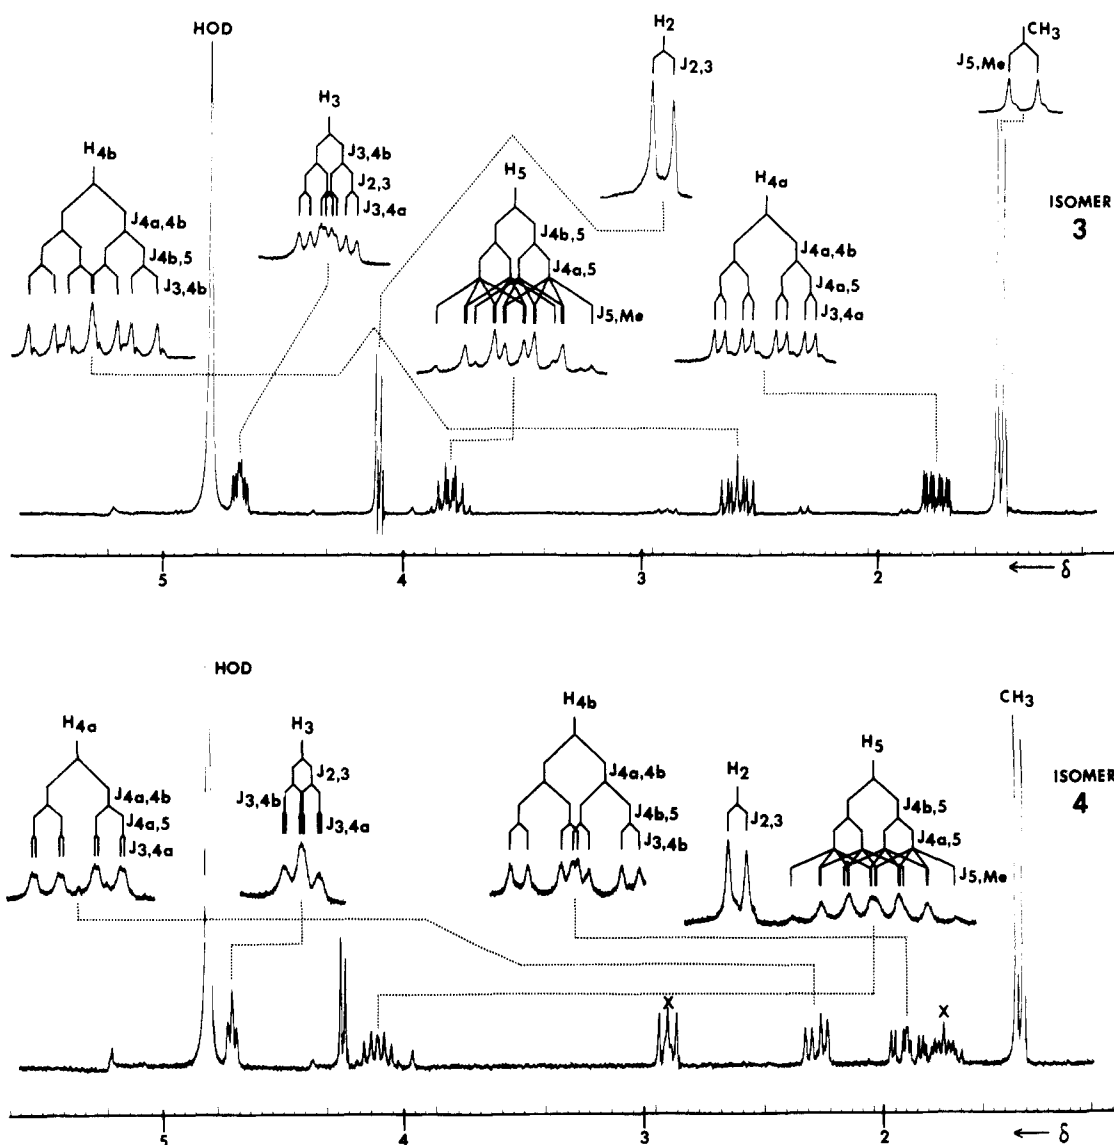 HOD
H2
J2,3
CH3
J5,Me
H3
J3,4b
J2,3
J3,4a
H4b
J4a,4b
J4b,5
J3,4b
H5
J4b,5
J4a,5
J5,Me
H4a
J4a,4b
J4a,5
J3,4a
ISOMER
3
5 4 3 2 ← δ
HOD
H4a
J4a,4b
J4a,5
J3,4a
H3
J2,3
J3,4b
J3,4a
H4b
J4a,4b
J4b,5
J3,4b
H2
J2,3
H5
J4b,5
J4a,5
J5,Me
CH3
ISOMER
4
X
X
5 4 3 2 ← δ